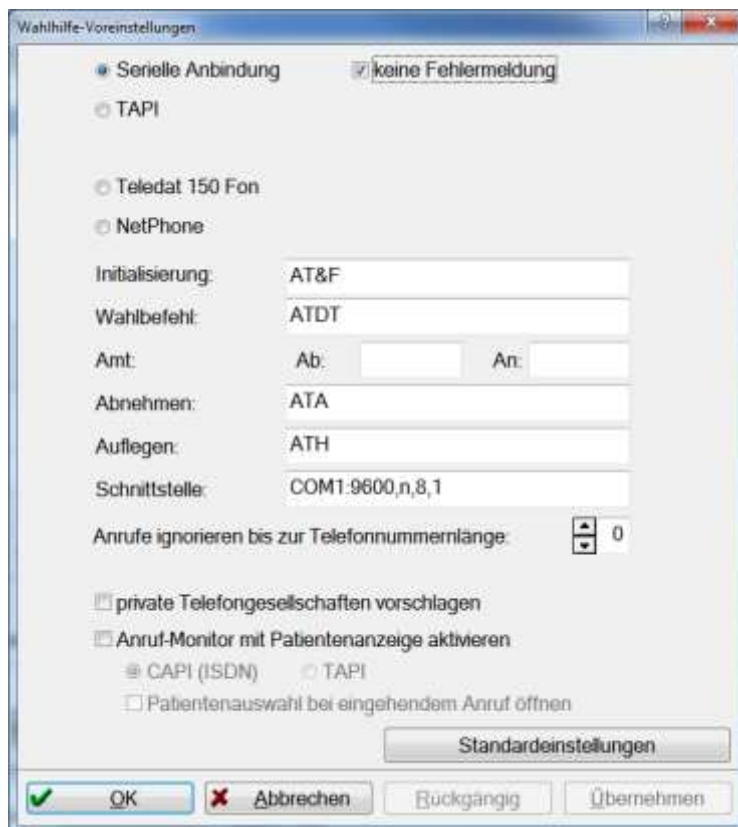 Wahlhilfe-Voreinstellungen
Serielle Anbindung keine Fehlermeldung
TAPI
Teledat 150 Fon
NetPhone
Initialisierung: AT&F
Wahlbefehl: ATDT
Amt: Ab: An:
Abnehmen: ATA
Auflegen: ATH
Schnittstelle: COM1:9600,n,8,1
Anrufe ignorieren bis zur Telefonnummernlänge: 0
private Telefongesellschaften vorschlagen
Anruf-Monitor mit Patientenanzeige aktivieren
CAPI (ISDN) TAPI
Patientenauswahl bei eingehendem Anruf öffnen
Standardeinstellungen
OK Abbrechen Rückgängig Übernehmen